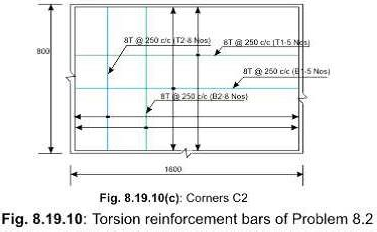 800
8T @ 250 c/c (T2-8 Nos)
8T @ 250 c/c (T1-5 Nos)
8T @ 250 c/c (B1-5 Nos)
8T @ 250 c/c (B2-8 Nos)
1600
Fig. 8.19.10(c): Corners C2
Fig. 8.19.10: Torsion reinforcement bars of Problem 8.2